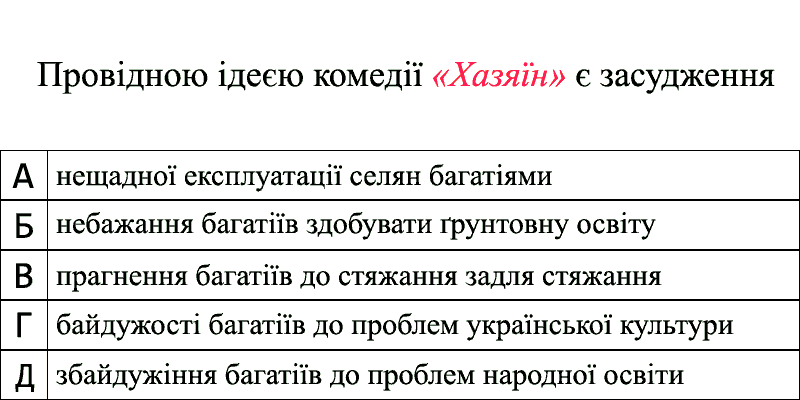 Провідною ідеєю комедії «Хазяїн» є засудження
А нещадної експлуатації селян багатіями
Б небажання багатіїв здобувати ґрунтовну освіту
В прагнення багатіїв до стяжання задля стяжання
Г байдужості багатіїв до проблем української культури
Д збайдужіння багатіїв до проблем народної освіти